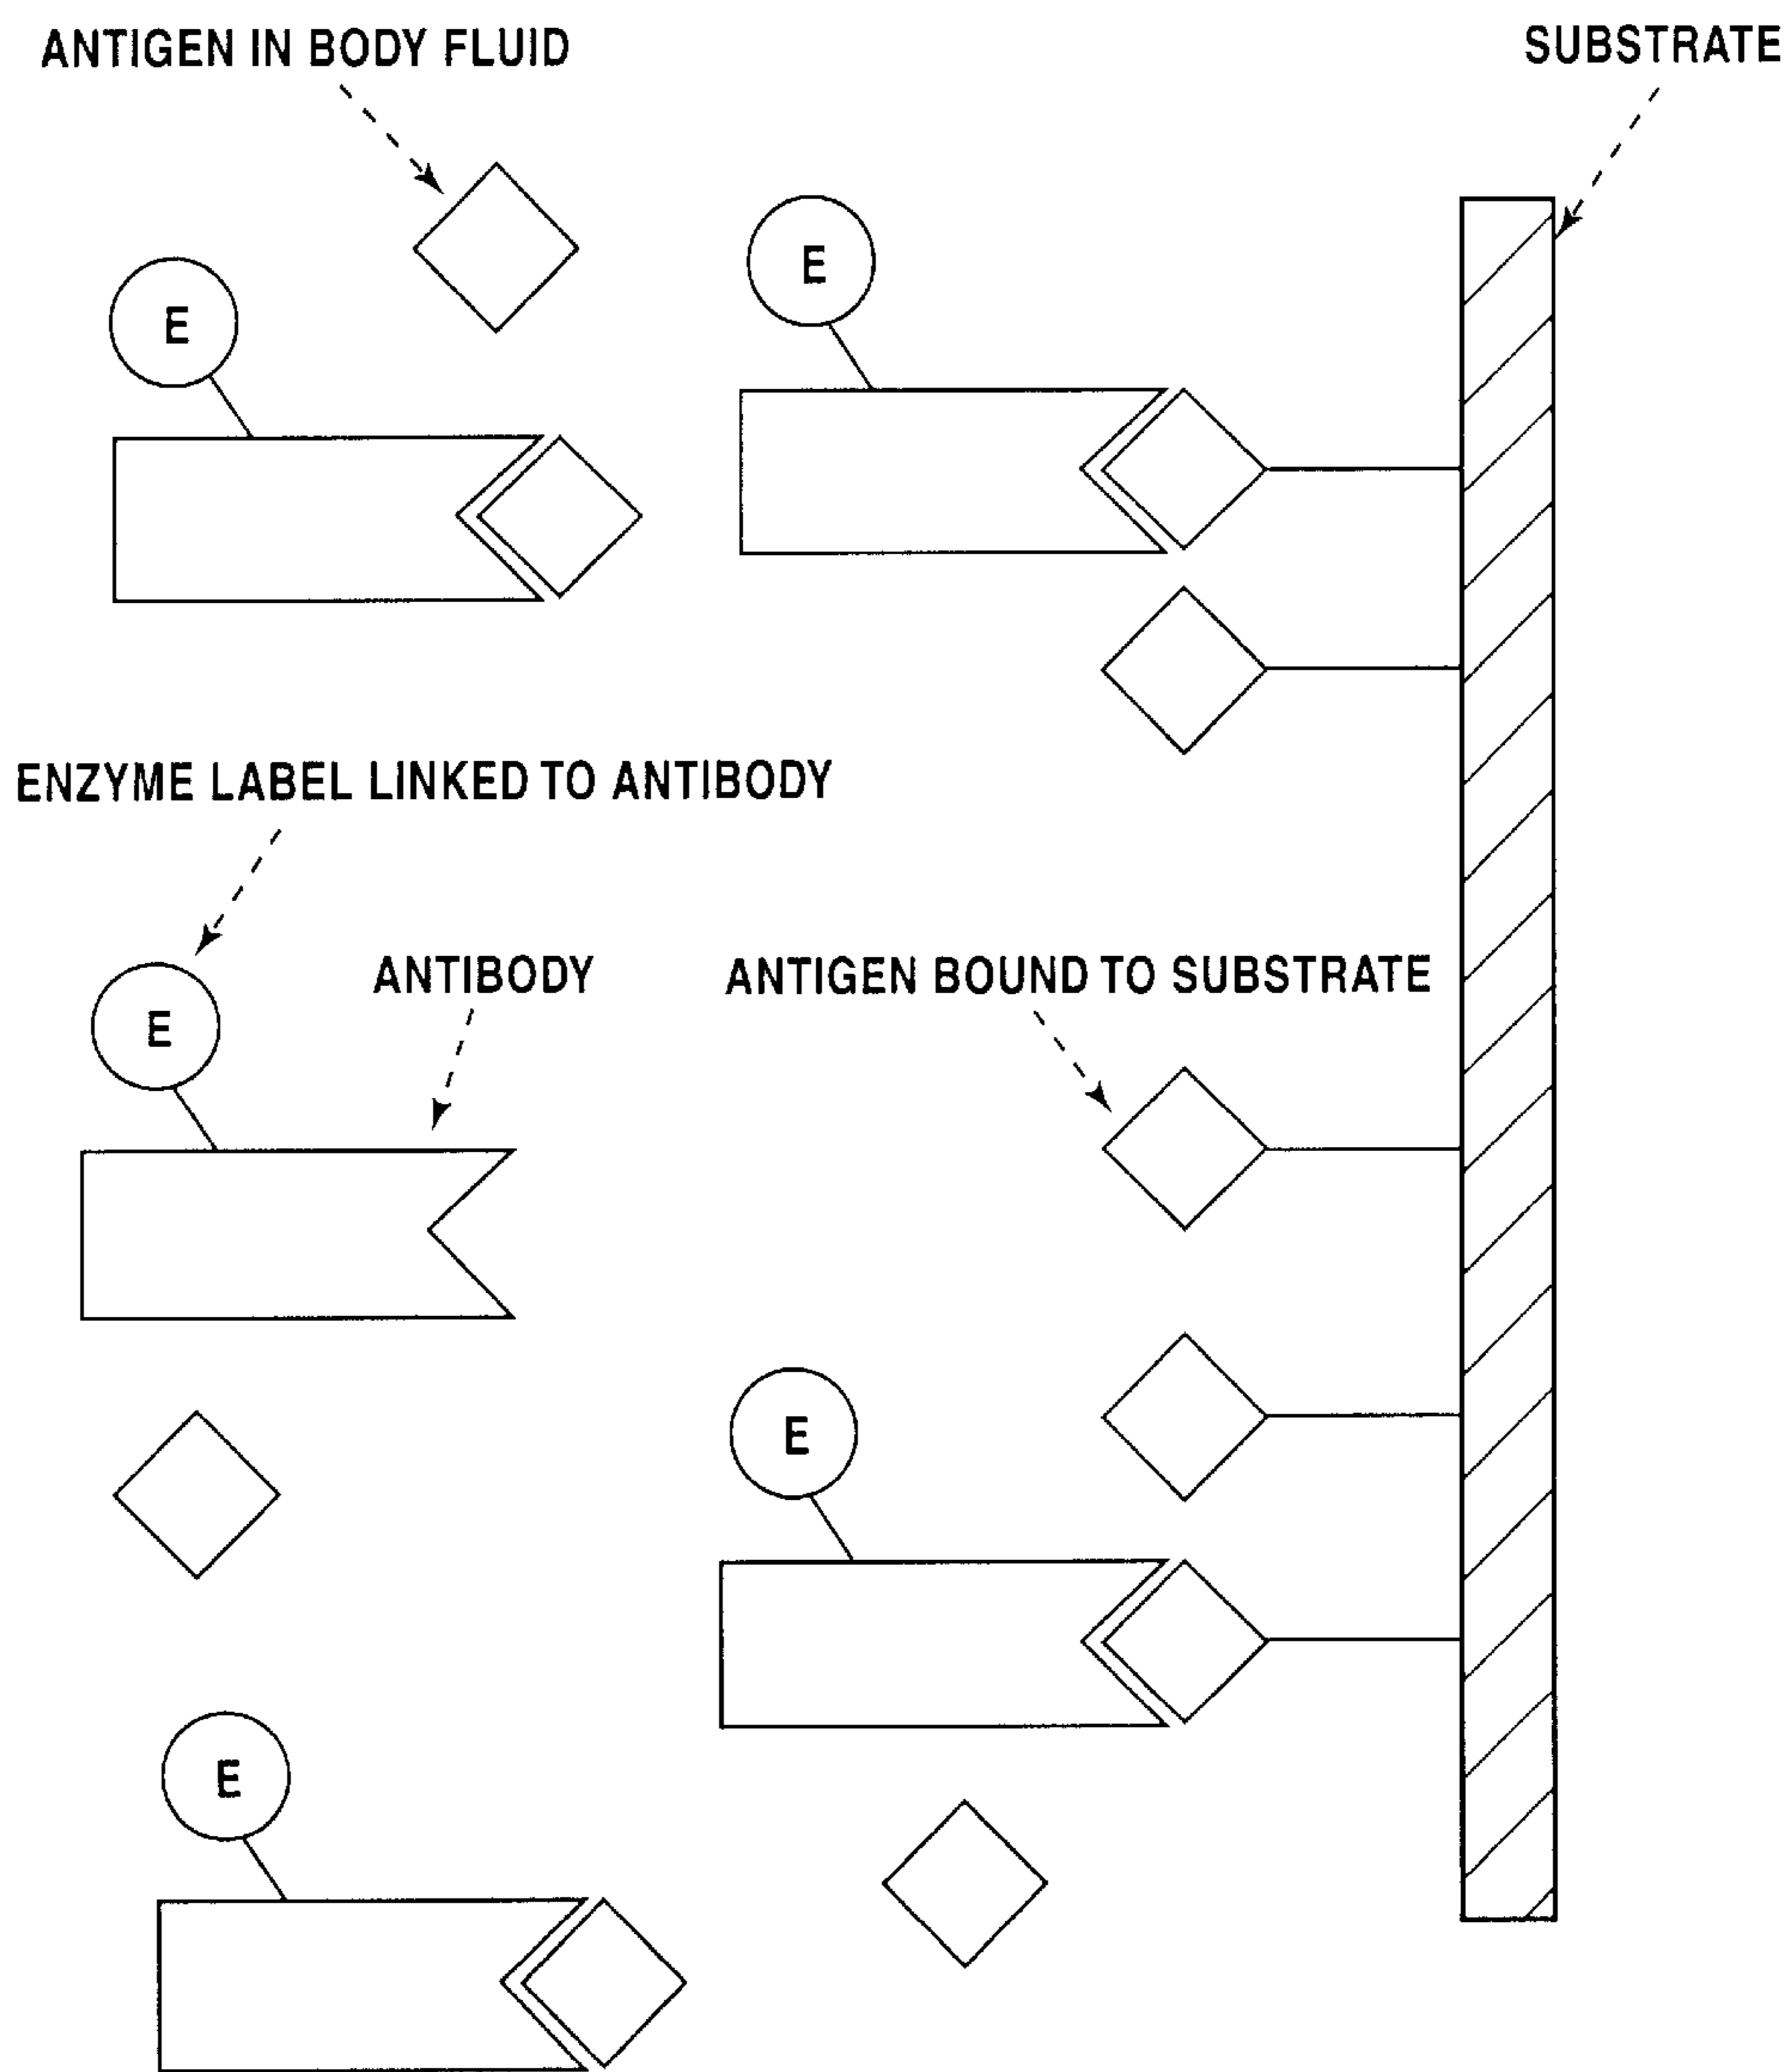 ANTIGEN IN BODY FLUID
SUBSTRATE
E
E
ENZYME LABEL LINKED TO ANTIBODY
ANTIBODY
ANTIGEN BOUND TO SUBSTRATE
E
E
E